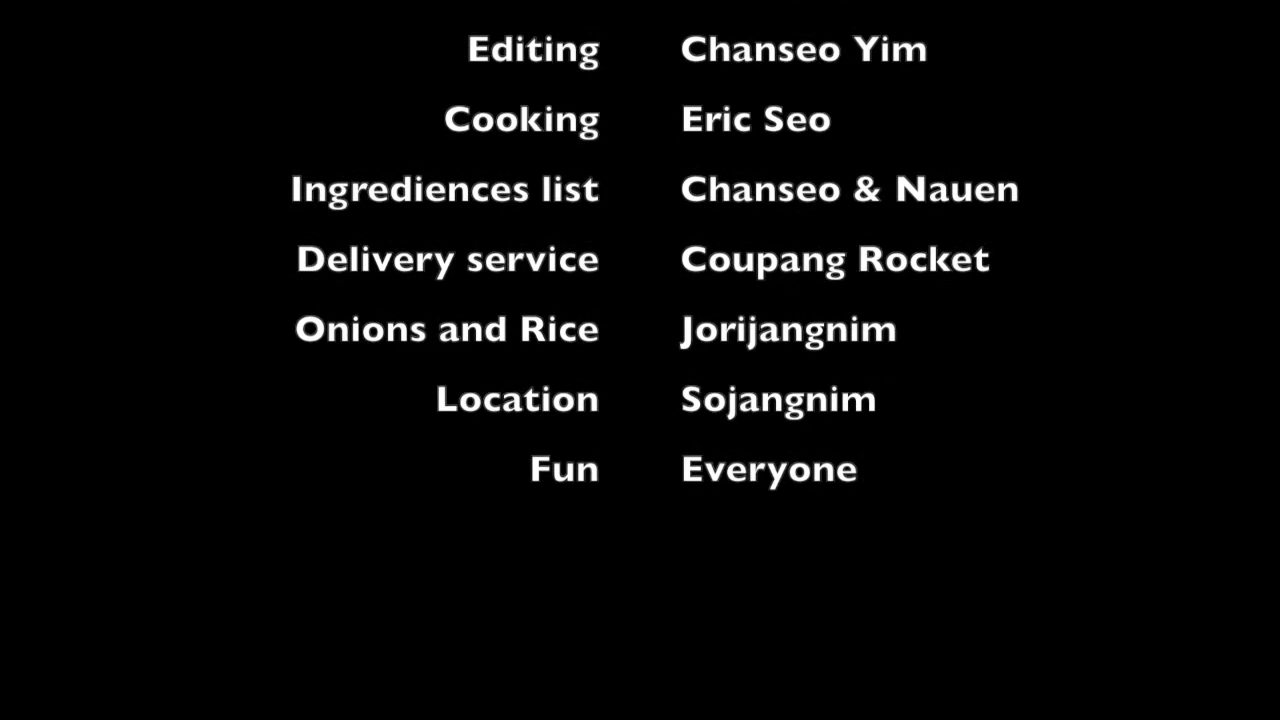 Editing Chanseo Yim
Cooking Eric Seo
Ingrediences list Chanseo & Nauen
Delivery service Coupang Rocket
Onions and Rice Jorijangnim
Location Sojangnim
Fun Everyone